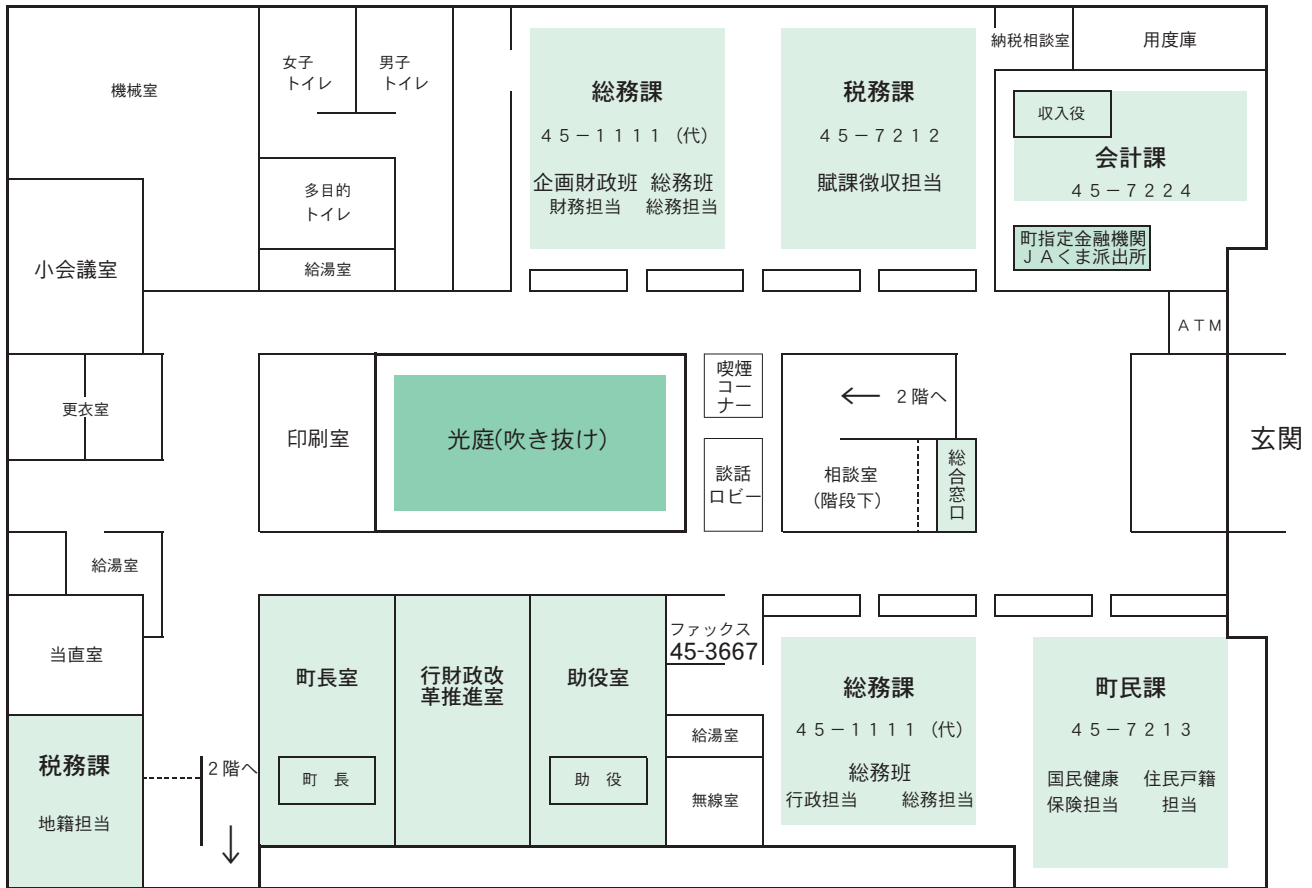 機械室
女子
トイレ
男子
トイレ
多目的
トイレ
給湯室
総務課
45−1111（代）
企画財政班 総務班
財務担当 総務担当
税務課
45−7212
賦課徴収担当
納税相談室
用度庫
収入役
会計課
45−7224
町指定金融機関
ＪＡくま派出所
ATM
小会議室
更衣室
印刷室
光庭(吹き抜け)
喫煙
コー
ナー
談話
ロビー
← 2階へ
相談室
(階段下)
総合窓口
玄関
給湯室
当直室
税務課
地籍担当
2階へ
↓
町長室
町 長
行財政改
革推進室
助役室
助 役
ファックス
45-3667
給湯室
無線室
総務課
45−1111（代）
総務班
行政担当 総務担当
町民課
45−7213
国民健康 住民戸籍
保険担当 担当